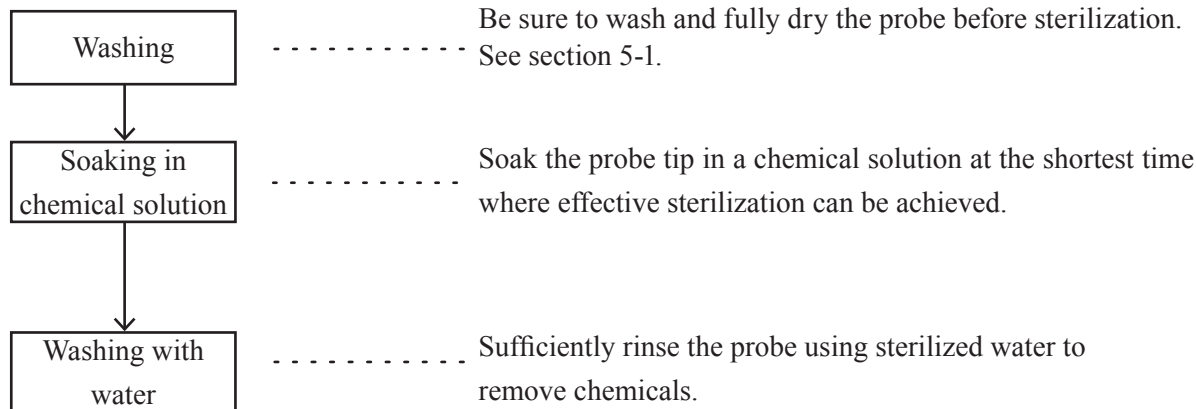 Washing
Be sure to wash and fully dry the probe before sterilization.
See section 5-1.
Soaking in
chemical solution
Soak the probe tip in a chemical solution at the shortest time
where effective sterilization can be achieved.
Washing with
water
Sufficiently rinse the probe using sterilized water to
remove chemicals.